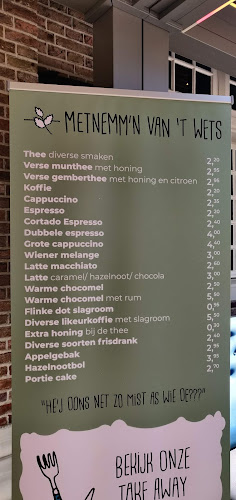 METNEMM'N VAN 'T WETS
Thee diverse smaken
Verse munthee met honing
Verse gemberthee met honing en citroen
Koffie
Cappuccino
Espresso
Cortado Espresso
Dubbele espresso
Grote cappuccino
Wiener melange
Latte macchiato
Latte caramel/ hazelnoot/ chocola
Warme chocomel
Warme chocomel met rum
Flinke dot slagroom
Diverse likeurkoffie met slagroom
Extra honing bij de thee
Diverse soorten frisdrank
Appelgebak
Hazelnootbol
Portie cake
"HE'J OONS NET ZO MIST AS WIE OE???"
BEKIJK ONZE
TAKE AWAY